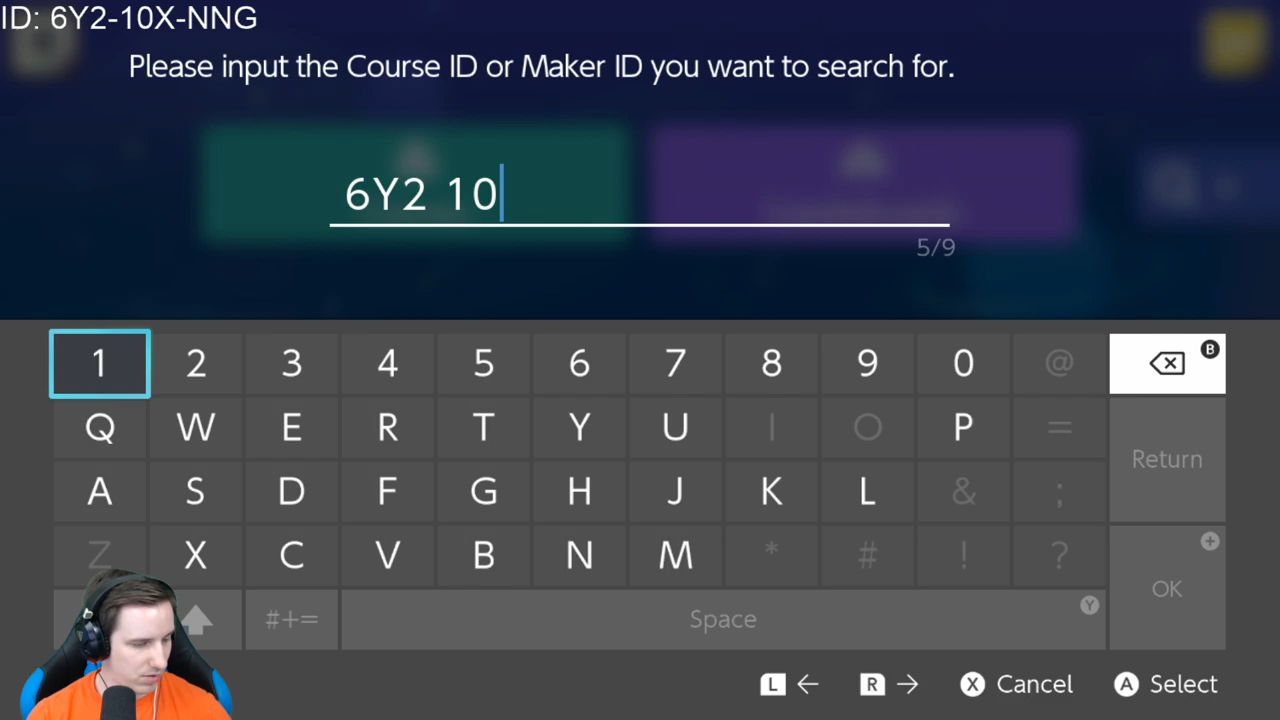 ID: 6Y2-10X-NNG
Please input the Course ID or Maker ID you want to search for.
6Y2 10
5/9
1 2 3 4 5 6 7 8 9 0 @ B
Q W E R T Y U I O P =
Return
A S D F G H J K L & ;
Z X C V B N M * # ! ? +
OK
#+= Space Y
L ← R → X Cancel A Select